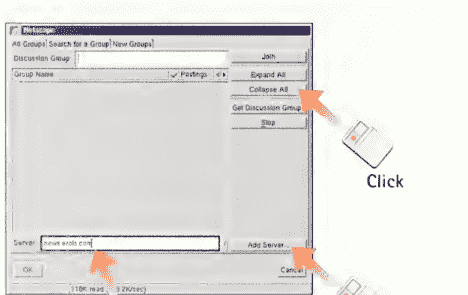 Netscape
All Groups Search for a Group New Groups
Discussion Group: Join
Group Name Postings Expand All
Collapse All
Get Discussion Group
Stop
Click
Server: news.erols.com Add Server...
OK Cancel
118K read 3.2K/sec)